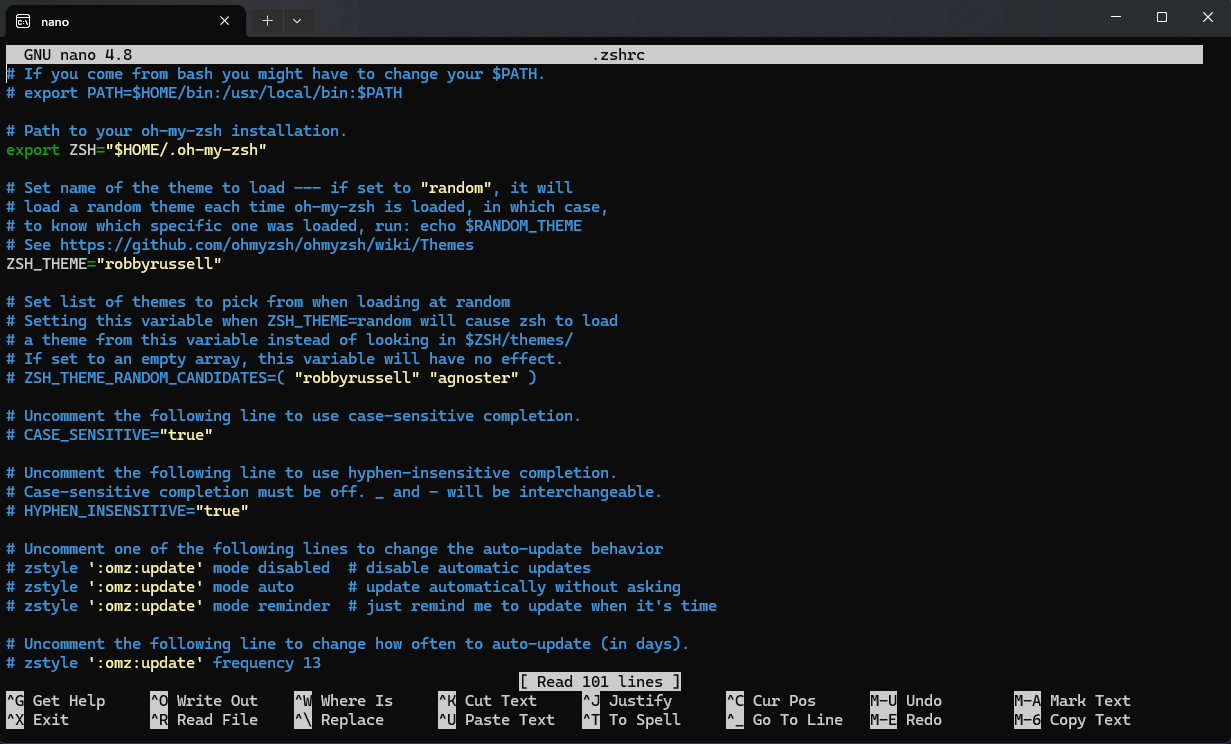 nano
GNU nano 4.8 .zshrc
# If you come from bash you might have to change your $PATH.
# export PATH=$HOME/bin:/usr/local/bin:$PATH
# Path to your oh-my-zsh installation.
export ZSH="$HOME/.oh-my-zsh"
# Set name of the theme to load --- if set to "random", it will
# load a random theme each time oh-my-zsh is loaded, in which case,
# to know which specific one was loaded, run: echo $RANDOM_THEME
# See https://github.com/ohmyzsh/ohmyzsh/wiki/Themes
ZSH_THEME="robbyrussell"
# Set list of themes to pick from when loading at random
# Setting this variable when ZSH_THEME=random will cause zsh to load
# a theme from this variable instead of looking in $ZSH/themes/
# If set to an empty array, this variable will have no effect.
# ZSH_THEME_RANDOM_CANDIDATES=( "robbyrussell" "agnoster" )
# Uncomment the following line to use case-sensitive completion.
# CASE_SENSITIVE="true"
# Uncomment the following line to use hyphen-insensitive completion.
# Case-sensitive completion must be off. _ and - will be interchangeable.
# HYPHEN_INSENSITIVE="true"
# Uncomment one of the following lines to change the auto-update behavior
# zstyle ':omz:update' mode disabled  # disable automatic updates
# zstyle ':omz:update' mode auto      # update automatically without asking
# zstyle ':omz:update' mode reminder  # just remind me to update when it's time
# Uncomment the following line to change how often to auto-update (in days).
# zstyle ':omz:update' frequency 13
[ Read 101 lines ]
^G Get Help ^O Write Out ^W Where Is ^K Cut Text ^J Justify ^C Cur Pos M-U Undo M-A Mark Text
^X Exit ^R Read File ^\ Replace ^U Paste Text ^T To Spell ^_ Go To Line M-E Redo M-6 Copy Text